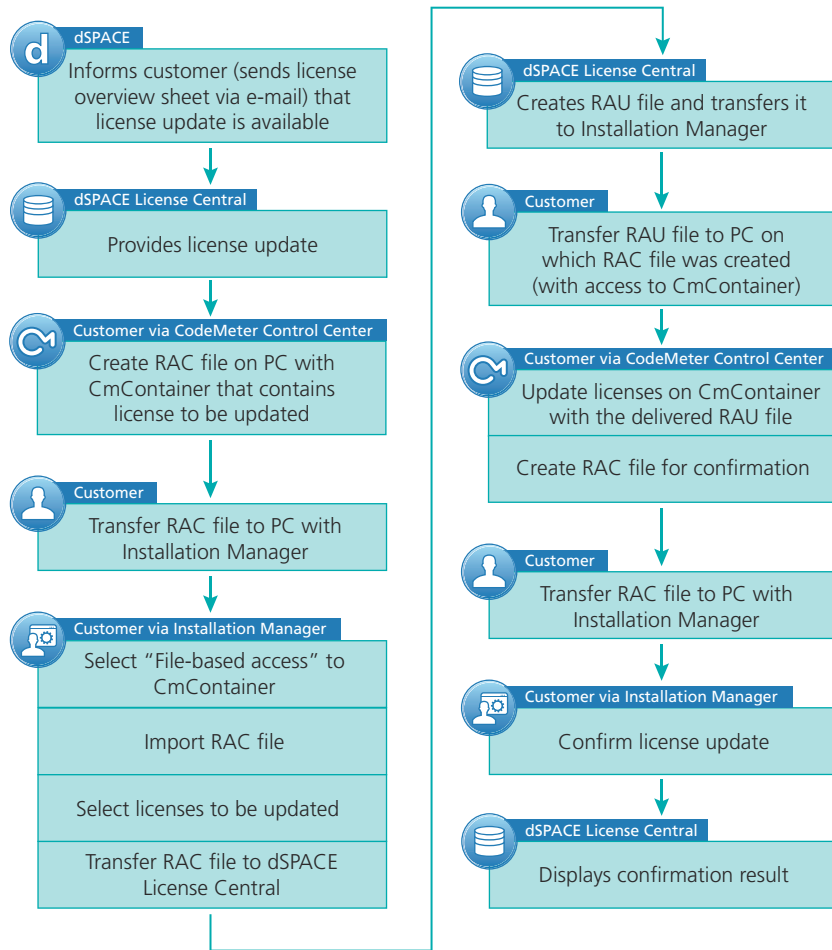 d
dSPACE
Informs customer (sends license
overview sheet via e-mail) that
license update is available
dSPACE License Central
Provides license update
Customer via CodeMeter Control Center
Create RAC file on PC with
CmContainer that contains
license to be updated
Customer
Transfer RAC file to PC with
Installation Manager
Customer via Installation Manager
Select “File-based access” to
CmContainer
Import RAC file
Select licenses to be updated
Transfer RAC file to dSPACE
License Central
dSPACE License Central
Creates RAU file and transfers it
to Installation Manager
Customer
Transfer RAU file to PC on
which RAC file was created
(with access to CmContainer)
Customer via CodeMeter Control Center
Update licenses on CmContainer
with the delivered RAU file
Create RAC file for confirmation
Customer
Transfer RAC file to PC with
Installation Manager
Customer via Installation Manager
Confirm license update
dSPACE License Central
Displays confirmation result